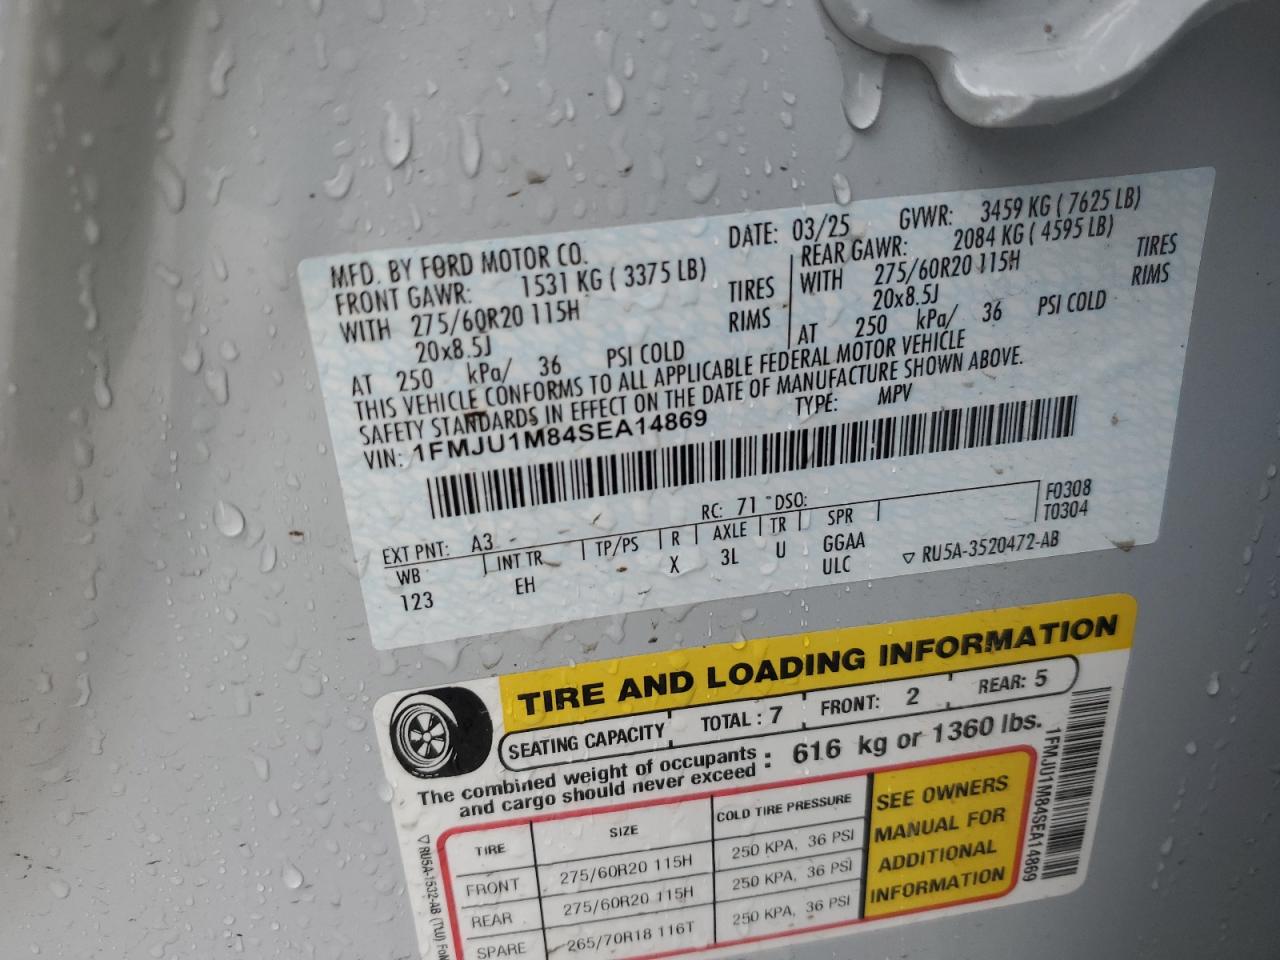 MFD. BY FORD MOTOR CO. DATE: 03/25 GVWR: 3459 KG ( 7625 LB)
FRONT GAWR: 1531 KG ( 3375 LB) REAR GAWR: 2084 KG ( 4595 LB)
WITH 275/60R20 115H TIRES WITH 275/60R20 115H TIRES
20x8.5J RIMS 20x8.5J RIMS
AT 250 kPa/ 36 PSI COLD AT 250 kPa/ 36 PSI COLD
THIS VEHICLE CONFORMS TO ALL APPLICABLE FEDERAL MOTOR VEHICLE
SAFETY STANDARDS IN EFFECT ON THE DATE OF MANUFACTURE SHOWN ABOVE.
VIN: 1FMJU1M84SEA14869 TYPE: MPV
RC: 71 DSO: F0308
EXT PNT: A3 T0304
WB INT TR TP/PS R AXLE TR SPR
123 EH X 3L U GGAA
ULC ▽ RU5A-3520472-AB
TIRE AND LOADING INFORMATION
SEATING CAPACITY TOTAL : 7 FRONT: 2 REAR: 5
The combined weight of occupants and cargo should never exceed : 616 kg or 1360 lbs.
TIRE SIZE COLD TIRE PRESSURE
FRONT 275/60R20 115H 250 KPA, 36 PSI
REAR 275/60R20 115H 250 KPA, 36 PSI
SPARE 265/70R18 116T 250 KPA, 36 PSI
SEE OWNERS
MANUAL FOR
ADDITIONAL
INFORMATION
1FMJU1M84SEA14869
▽ RU5A-1532-AB (TLU)